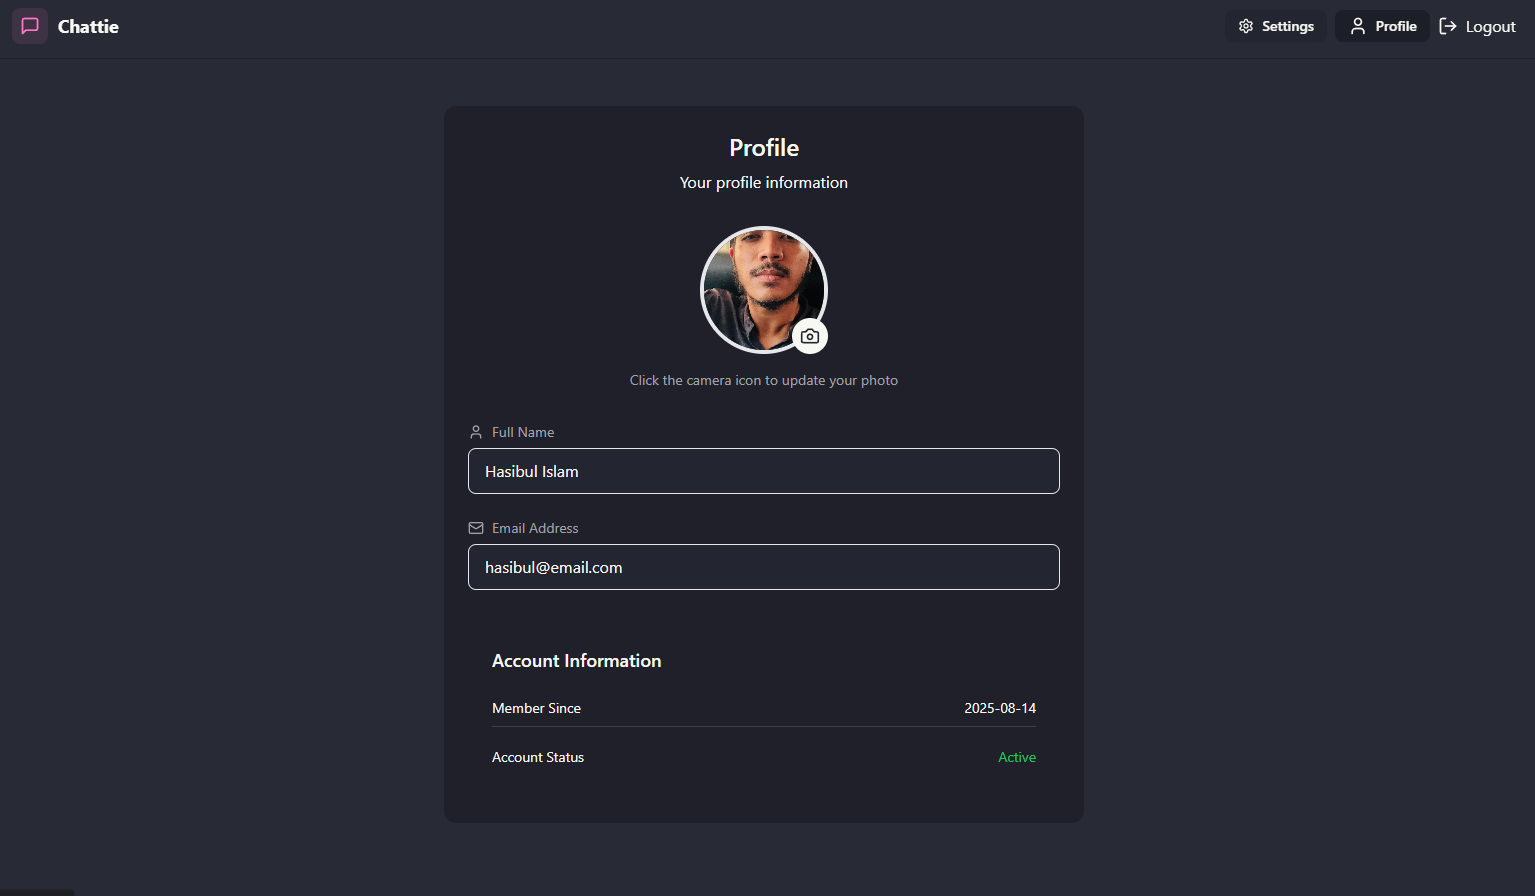 Chattie
Settings
Profile
Logout
Profile
Your profile information
Click the camera icon to update your photo
Full Name
Hasibul Islam
Email Address
hasibul@email.com
Account Information
Member Since 2025-08-14
Account Status Active